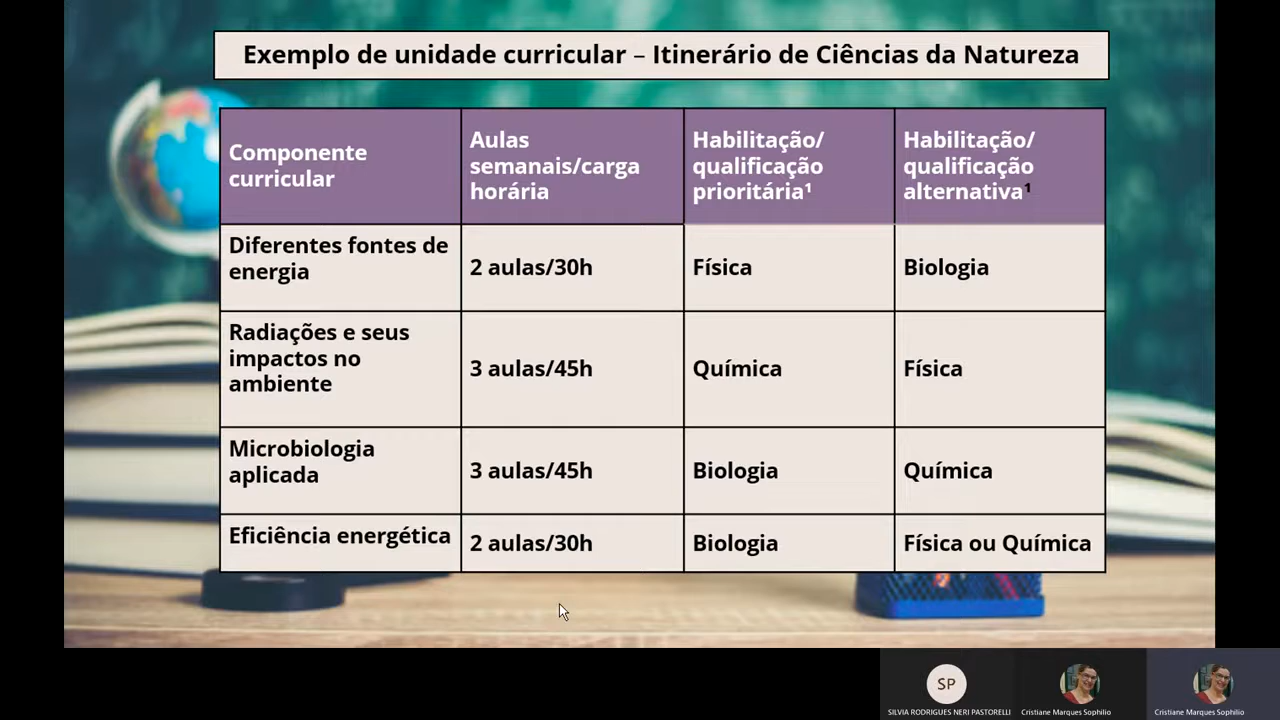 Exemplo de unidade curricular – Itinerário de Ciências da Natureza
Componente
curricular
Aulas
semanais/carga
horária
Habilitação/
qualificação
prioritária¹
Habilitação/
qualificação
alternativa¹
Diferentes fontes de
energia
2 aulas/30h
Física
Biologia
Radiações e seus
impactos no
ambiente
3 aulas/45h
Química
Física
Microbiologia
aplicada
3 aulas/45h
Biologia
Química
Eficiência energética
2 aulas/30h
Biologia
Física ou Química
SP
SILVIA RODRIGUES NERI PASTORELLI
Cristiane Marques Sophilio
Cristiane Marques Sophilio